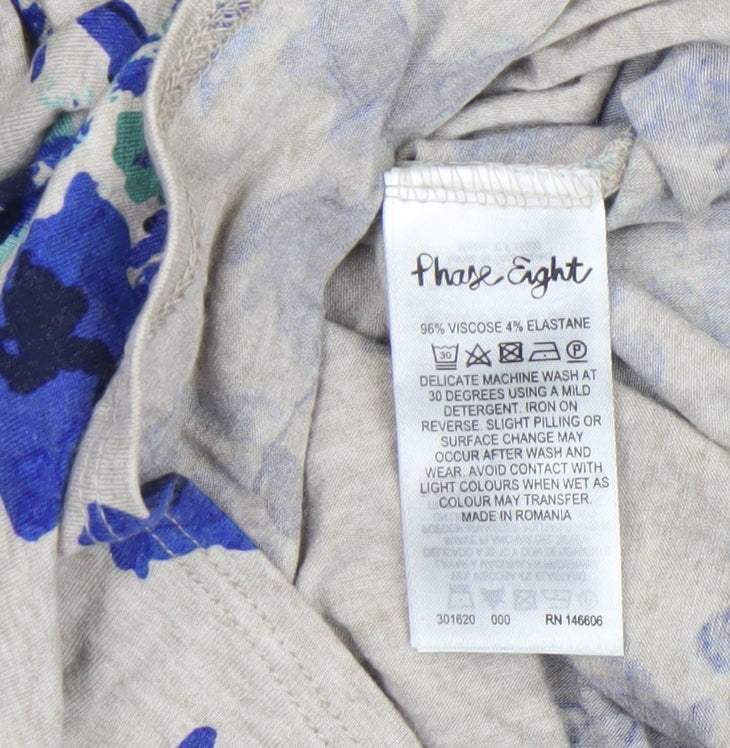 Phase Eight
96% VISCOSE 4% ELASTANE
30 P
DELICATE MACHINE WASH AT
30 DEGREES USING A MILD
DETERGENT. IRON ON
REVERSE. SLIGHT PILLING OR
SURFACE CHANGE MAY
OCCUR AFTER WASH AND
WEAR. AVOID CONTACT WITH
LIGHT COLOURS WHEN WET AS
COLOUR MAY TRANSFER.
MADE IN ROMANIA
301620 000 RN 146606